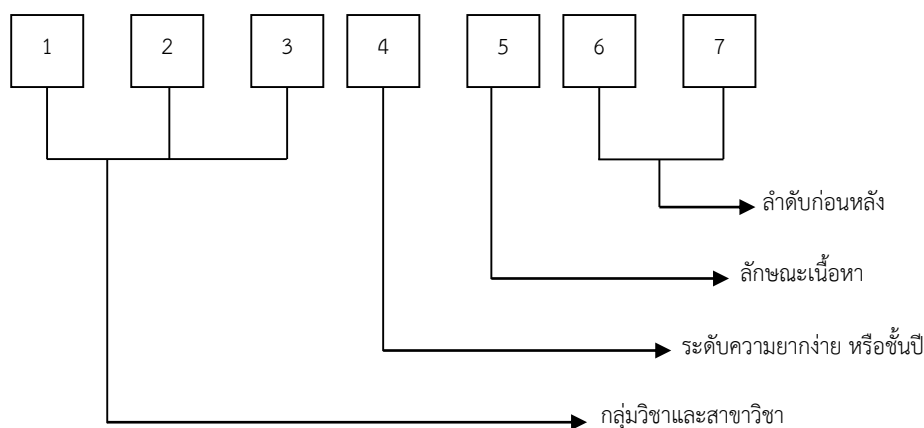 1 2 3 4 5 6 7
ลำดับก่อนหลัง
ลักษณะเนื้อหา
ระดับความยากง่าย หรือชั้นปี
กลุ่มวิชาและสาขาวิชา